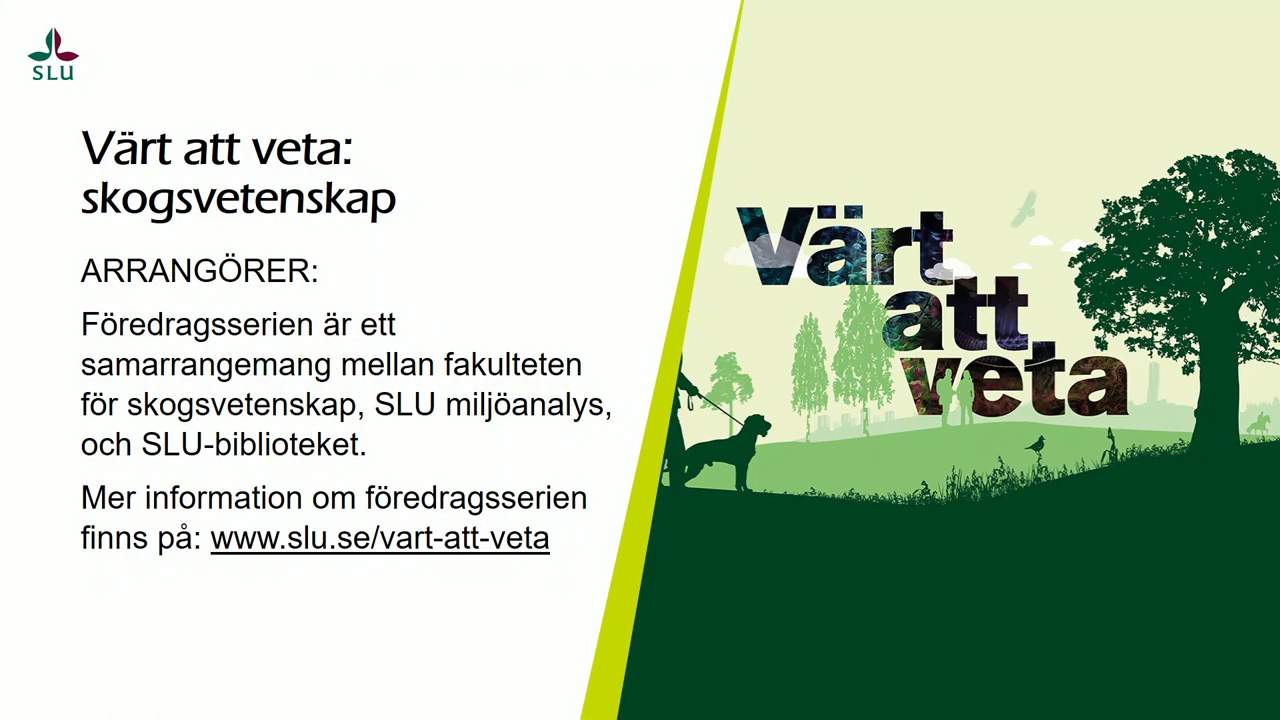 SLU
Värt att veta:
skogsvetenskap
ARRANGÖRER:
Föredragsserien är ett
samarrangemang mellan fakulteten
för skogsvetenskap, SLU miljöanalys,
och SLU-biblioteket.
Mer information om föredragsserien
finns på: www.slu.se/vart-att-veta
Värt
att
veta